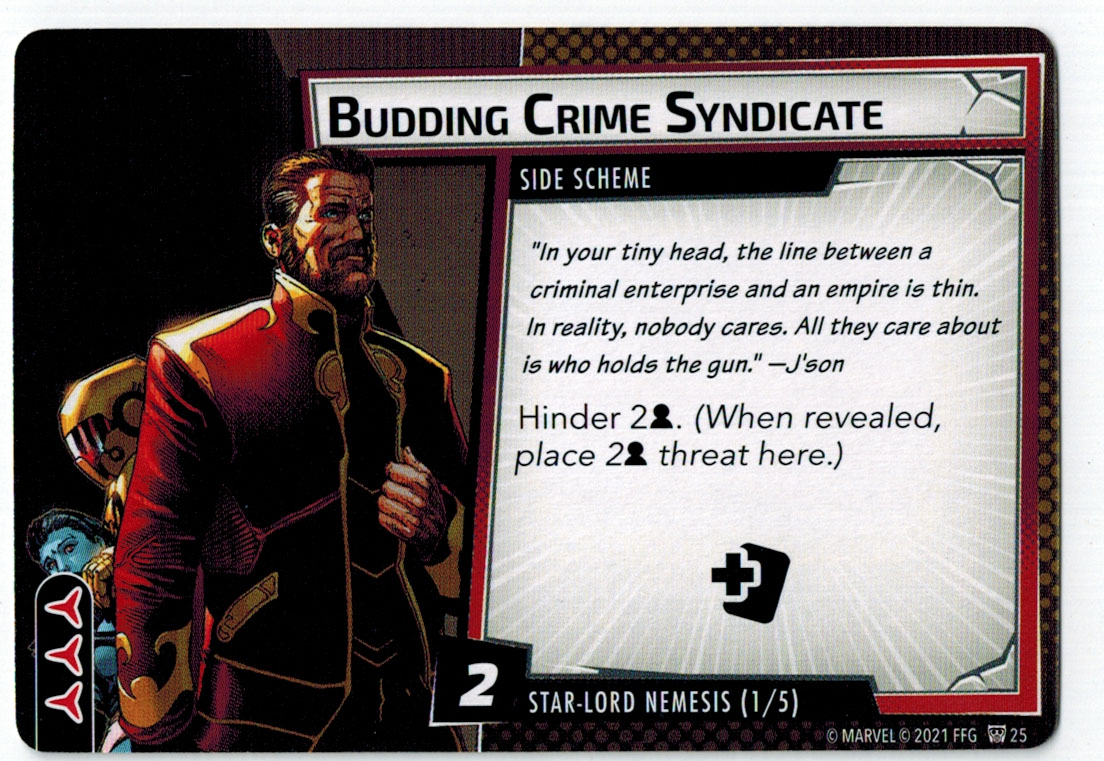 BUDDING CRIME SYNDICATE
SIDE SCHEME
"In your tiny head, the line between a
criminal enterprise and an empire is thin.
In reality, nobody cares. All they care about
is who holds the gun." —J'son
Hinder 2. (When revealed,
place 2 threat here.)
2
STAR-LORD NEMESIS (1/5)
© MARVEL © 2021 FFG 25